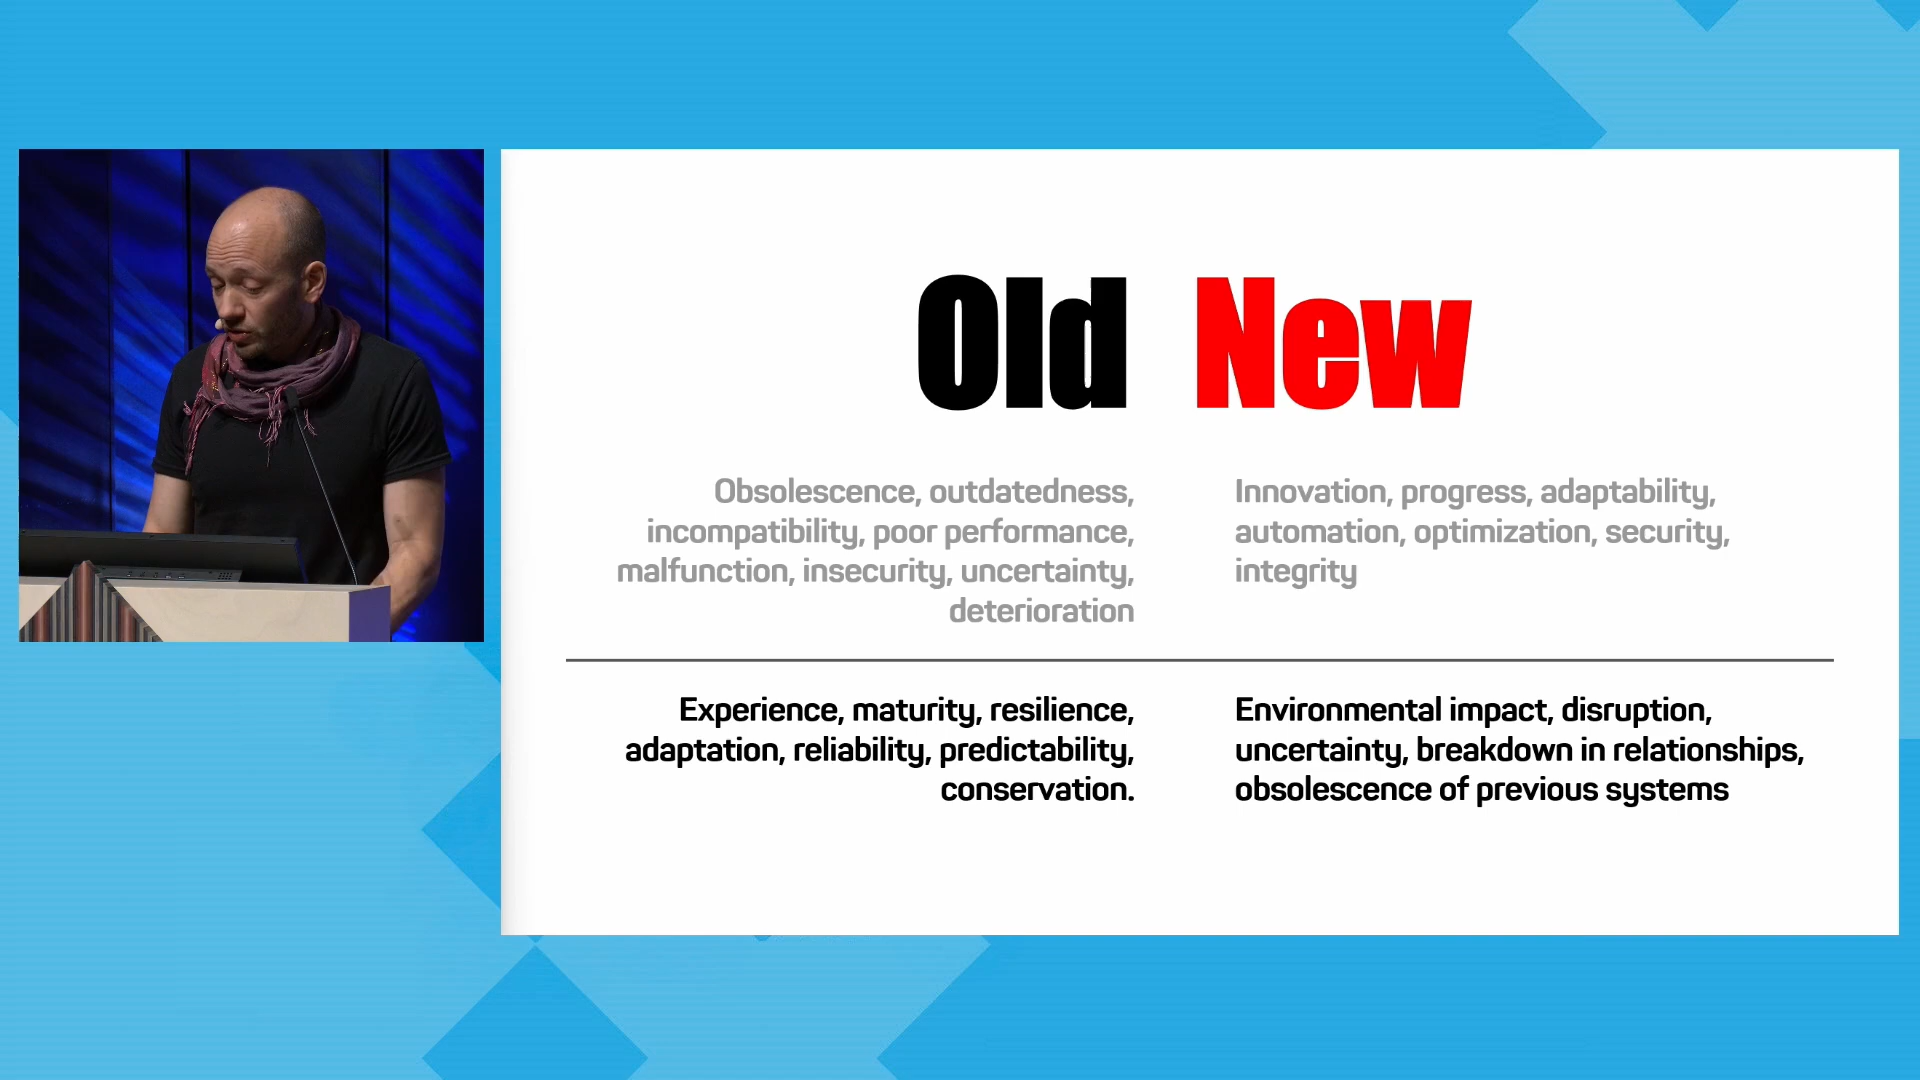 Old New
Obsolescence, outdatedness,
incompatibility, poor performance,
malfunction, insecurity, uncertainty,
deterioration
Innovation, progress, adaptability,
automation, optimization, security,
integrity
Experience, maturity, resilience,
adaptation, reliability, predictability,
conservation.
Environmental impact, disruption,
uncertainty, breakdown in relationships,
obsolescence of previous systems